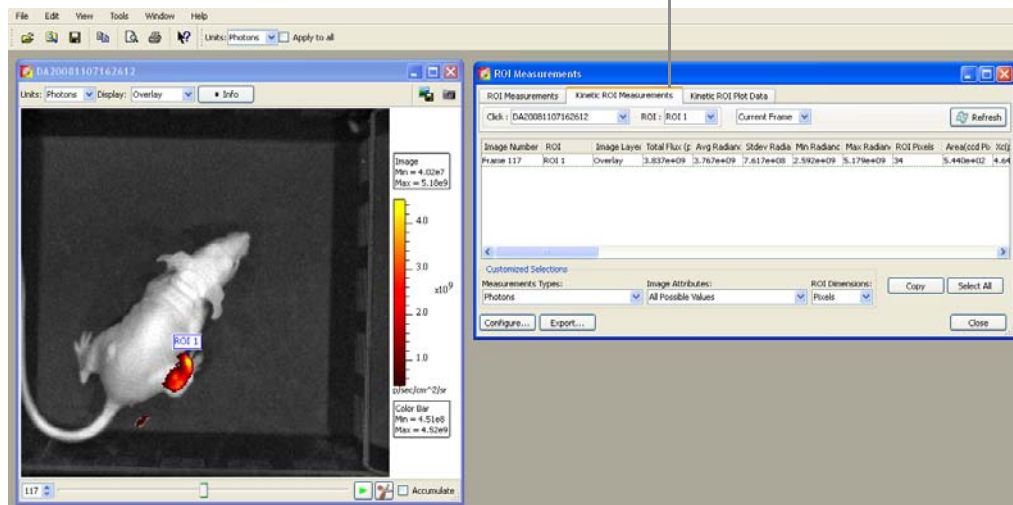 File Edit View Tools Window Help
Units: Photons Apply to all
DA20081107162612
Units: Photons Display: Overlay Info
Image
Min = 4.02e7
Max = 5.18e9
4.0
3.0
x10^9
2.0
1.0
p/sec/cm^2/sr
Color Bar
Min = 4.51e8
Max = 4.52e9
ROI 1
117 Accumulate
ROI Measurements
ROI Measurements Kinetic ROI Measurements Kinetic ROI Plot Data
Click : DA20081107162612 ROI : ROI 1 Current Frame Refresh
Image Number ROI Image Layer Total Flux (p Avg Radianc Stdev Radia Min Radianc Max Radianc ROI Pixels Area(ccd Pi Xc(p
Frame 117 ROI 1 Overlay 3.837e+09 3.767e+09 7.617e+08 2.592e+09 5.179e+09 34 5.440e+02 4.64
Customized Selections
Measurements Types: Image Attributes: ROI Dimensions:
Photons All Possible Values Pixels Copy Select All
Configure... Export... Close